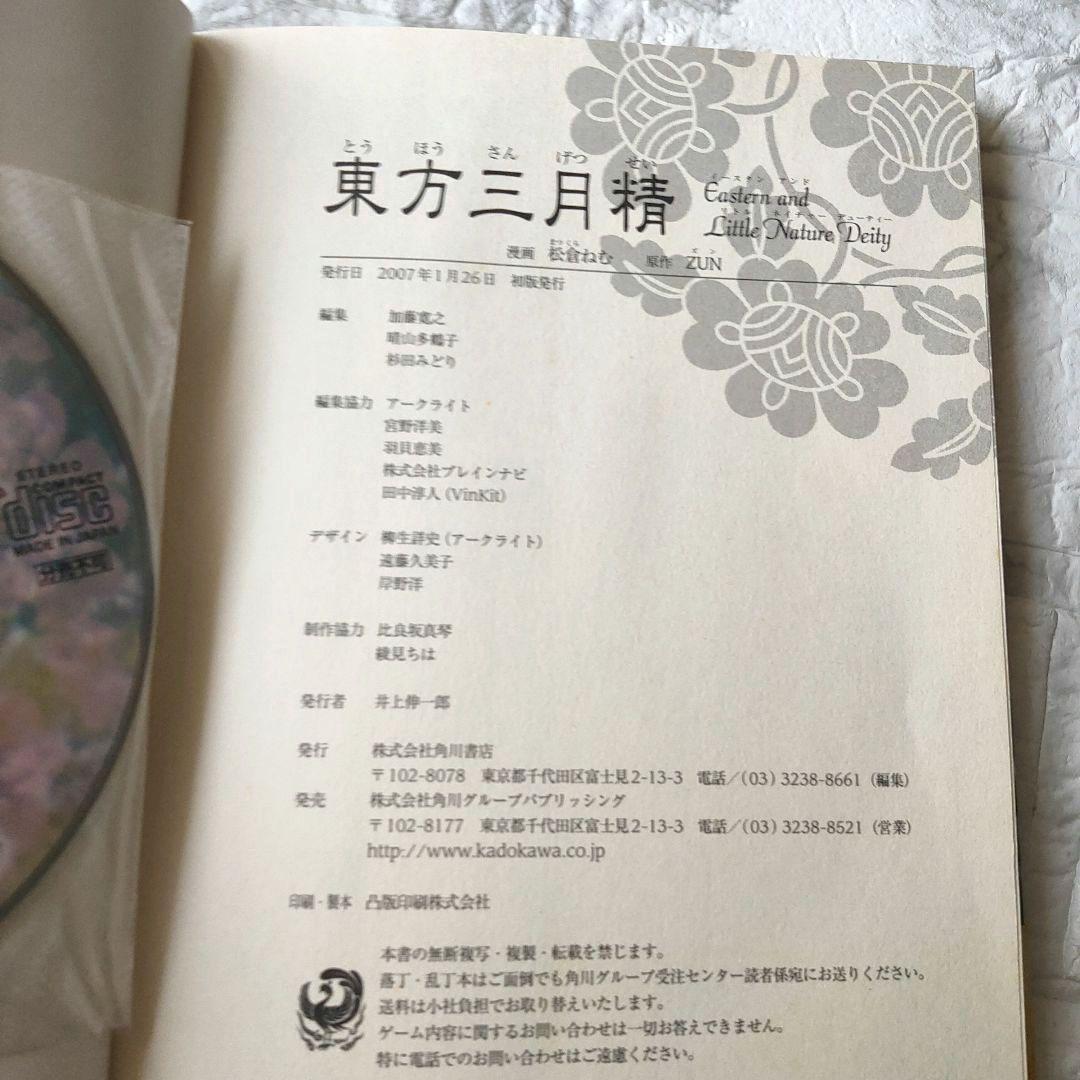 とう ほう さん げつ せい
東方三月精
イースタン アンド
Eastern and
リトル ネイチャー デューティー
Little Nature Deity
まつくら ズン
漫画 松倉ねむ 原作 ZUN
発行日 2007年1月26日 初版発行
編集 加藤寛之
晴山多鶴子
杉田みどり
編集協力 アークライト
宮野洋美
羽貝恵美
株式会社ブレインナビ
田中淳人(VinKit)
デザイン 柳生詳史(アークライト)
遠藤久美子
岸野洋
制作協力 比良坂真琴
綾見ちは
発行者 井上伸一郎
発行 株式会社角川書店
〒102-8078 東京都千代田区富士見2-13-3 電話/(03)3238-8661(編集)
発売 株式会社角川グループパブリッシング
〒102-8177 東京都千代田区富士見2-13-3 電話/(03)3238-8521(営業)
http://www.kadokawa.co.jp
印刷・製本 凸版印刷株式会社
本書の無断複写・複製・転載を禁じます。
落丁・乱丁本はご面倒でも角川グループ受注センター読者係宛にお送りください。
送料は小社負担でお取り替えいたします。
ゲーム内容に関するお問い合わせは一切お答えできません。
特に電話でのお問い合わせはご遠慮ください。
STEREO
COMPACT
disc
MADE IN JAPAN
分売不可